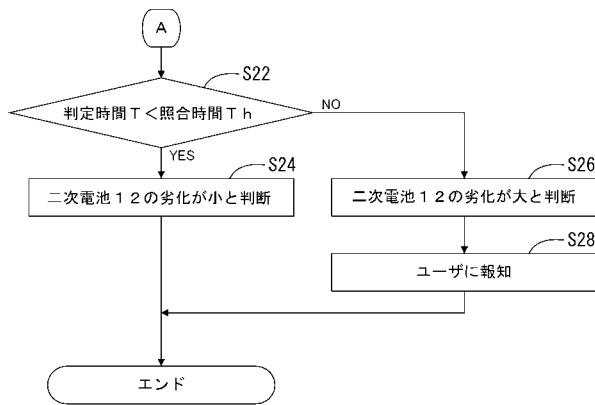 A
S22
判定時間T<照合時間Th
NO
YES
S24
二次電池12の劣化が小と判断
S26
二次電池12の劣化が大と判断
S28
ユーザに報知
エンド